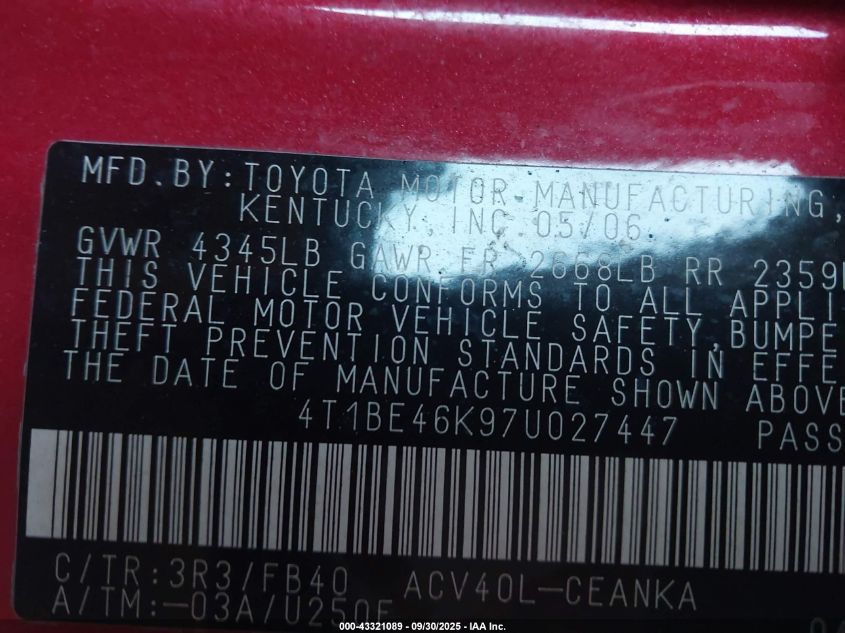 MFD.BY:TOYOTA MOTOR MANUFACTURING,
KENTUCKY,INC.05/06
GVWR 4345LB GAWR FR 2668LB RR 2359
THIS VEHICLE CONFORMS TO ALL APPLI
FEDERAL MOTOR VEHICLE SAFETY,BUMPE
THEFT PREVENTION STANDARDS IN EFFE
THE DATE OF MANUFACTURE SHOWN ABOVE
4T1BE46K97U027447 PASS
C/TR:3R3/FB40 ACV40L-CEANKA
A/TM:-03A/U250E
000-43321089 - 09/30/2025 - IAA Inc.